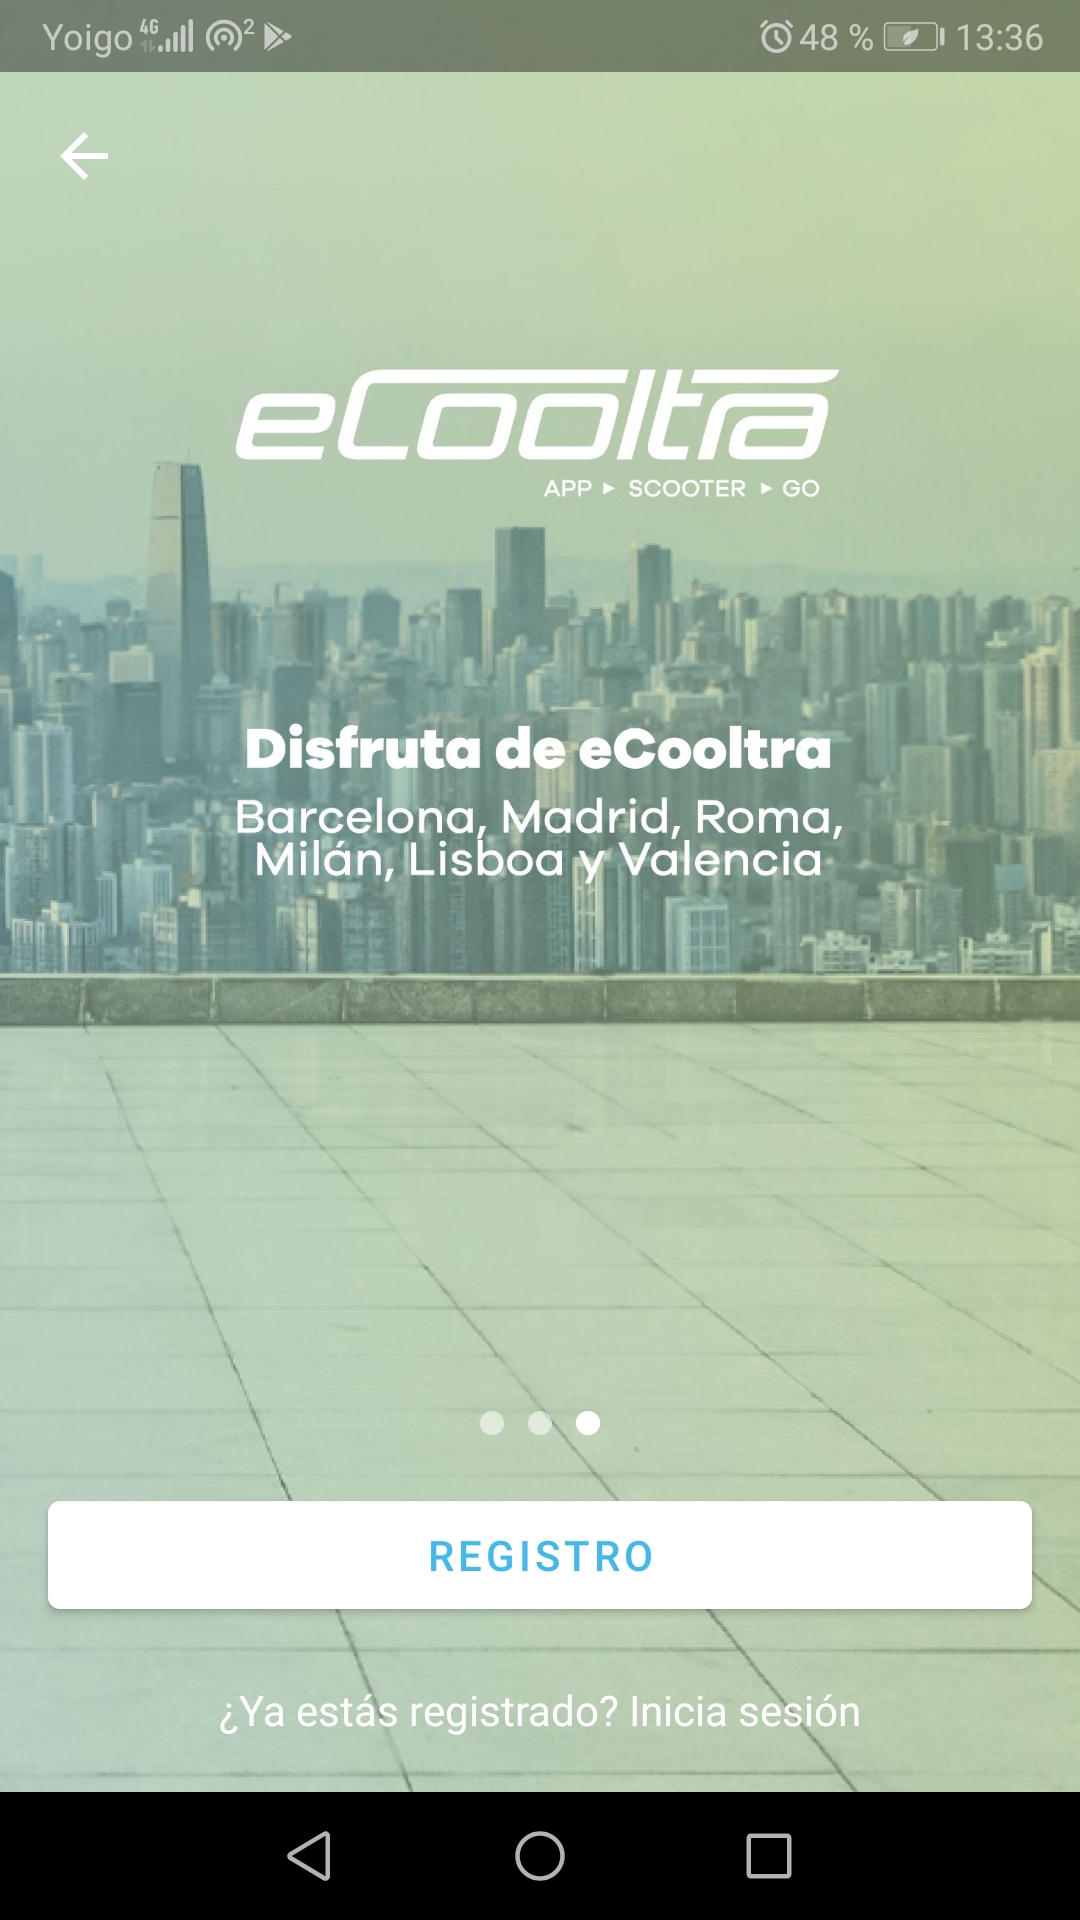 Yoigo 4G 2 48 % 13:36
eCooltra
APP ▸ SCOOTER ▸ GO
Disfruta de eCooltra
Barcelona, Madrid, Roma,
Milán, Lisboa y Valencia
REGISTRO
¿Ya estás registrado? Inicia sesión